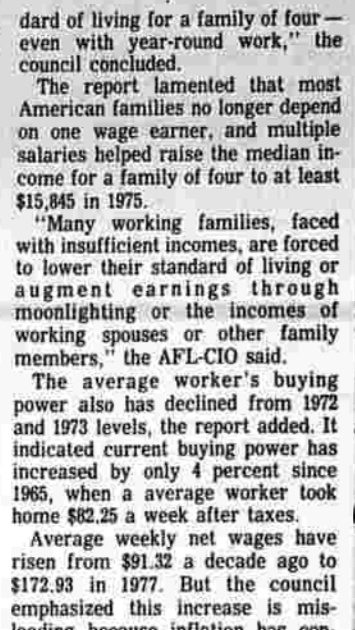 dard of living for a family of four —
even with year-round work," the
council concluded.
The report lamented that most
American families no longer depend
on one wage earner, and multiple
salaries helped raise the median in-
come for a family of four to at least
$15,845 in 1975.
"Many working families, faced
with insufficient incomes, are forced
to lower their standard of living or
augment earnings through
moonlighting or the incomes of
working spouses or other family
members," the AFL-CIO said.
The average worker's buying
power also has declined from 1972
and 1973 levels, the report added. It
indicated current buying power has
increased by only 4 percent since
1965, when a average worker took
home $82.25 a week after taxes.
Average weekly net wages have
risen from $91.32 a decade ago to
$172.93 in 1977. But the council
emphasized this increase is mis-
leading because inflation has con-